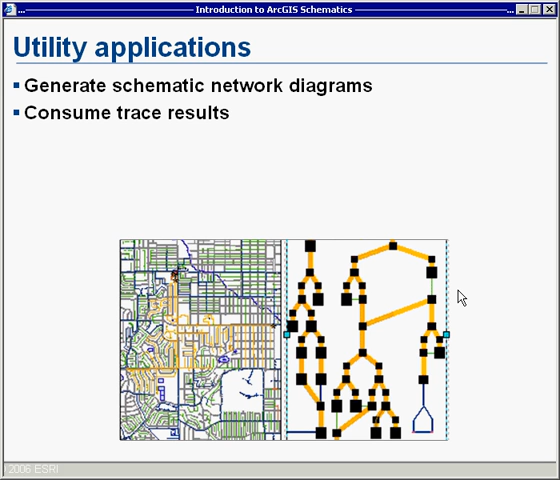 ... Introduction to ArcGIS Schematics
Utility applications
Generate schematic network diagrams
Consume trace results
2006 ESRI